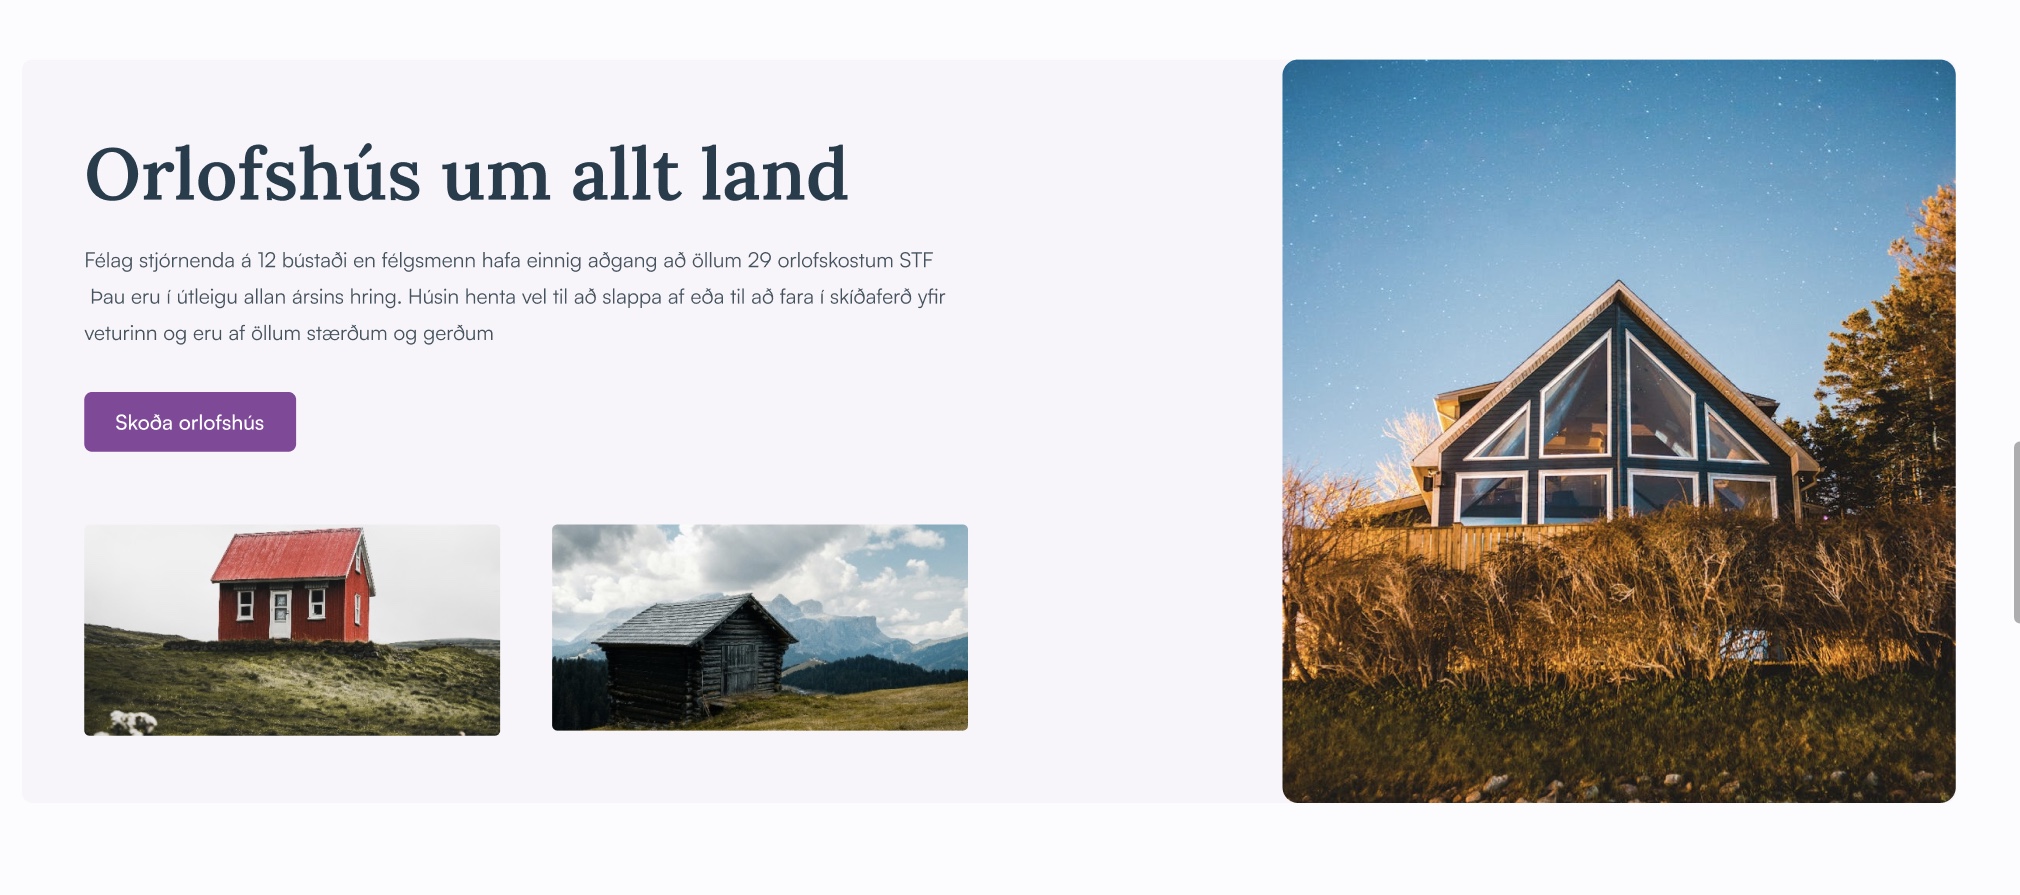 Orlofshús um allt land
Félag stjórnenda á 12 bústaði en félgsmenn hafa einnig aðgang að öllum 29 orlofskostum STF
Þau eru í útleigu allan ársins hring. Húsin henta vel til að slappa af eða til að fara í skíðaferð yfir
veturinn og eru af öllum stærðum og gerðum
Skoða orlofshús